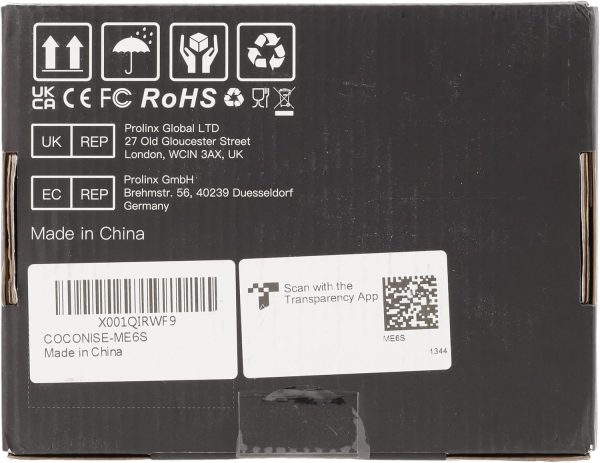 UK CA CE FC RoHS
UK REP
Prolinx Global LTD
27 Old Gloucester Street
London, WCIN 3AX, UK
EC REP
Prolinx GmbH
Brehmstr. 56, 40239 Duesseldorf
Germany
Made in China
X001QIRWF9
COCONISE-ME6S
Made in China
Scan with the
Transparency App
ME6S
1344